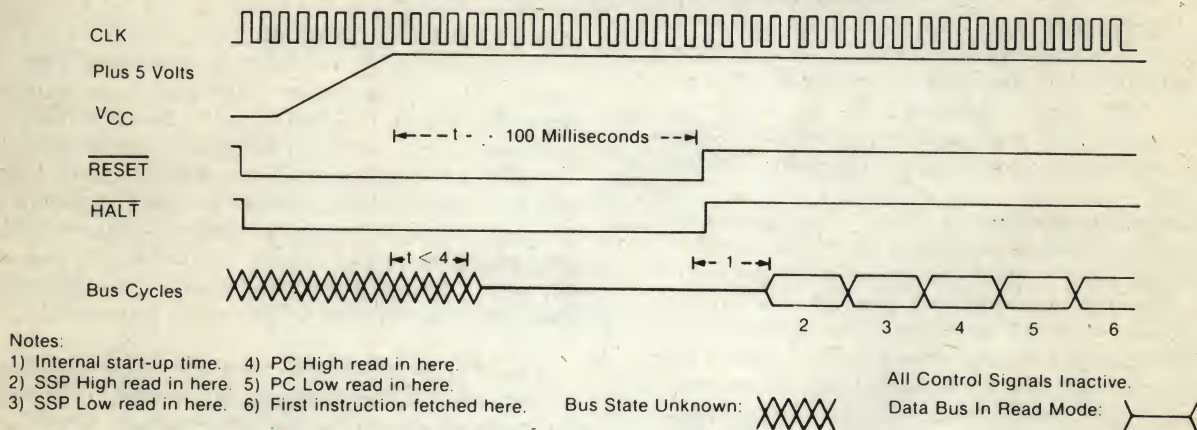 CLK
Plus 5 Volts
VCC
t - · 100 Milliseconds
RESET
HALT
t < 4
1
Bus Cycles
2 3 4 5 6
Notes:
1) Internal start-up time. 4) PC High read in here.
2) SSP High read in here. 5) PC Low read in here.
3) SSP Low read in here. 6) First instruction fetched here.
Bus State Unknown:
All Control Signals Inactive.
Data Bus In Read Mode: